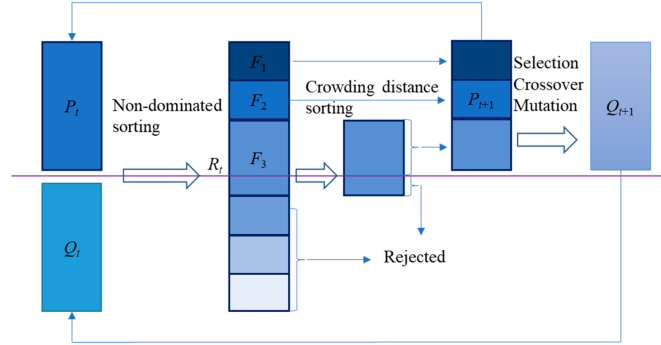 P_t
Non-dominated
sorting
Q_t
R_t
F_1
F_2
F_3
Crowding distance
sorting
Rejected
P_{t+1}
Selection
Crossover
Mutation
Q_{t+1}